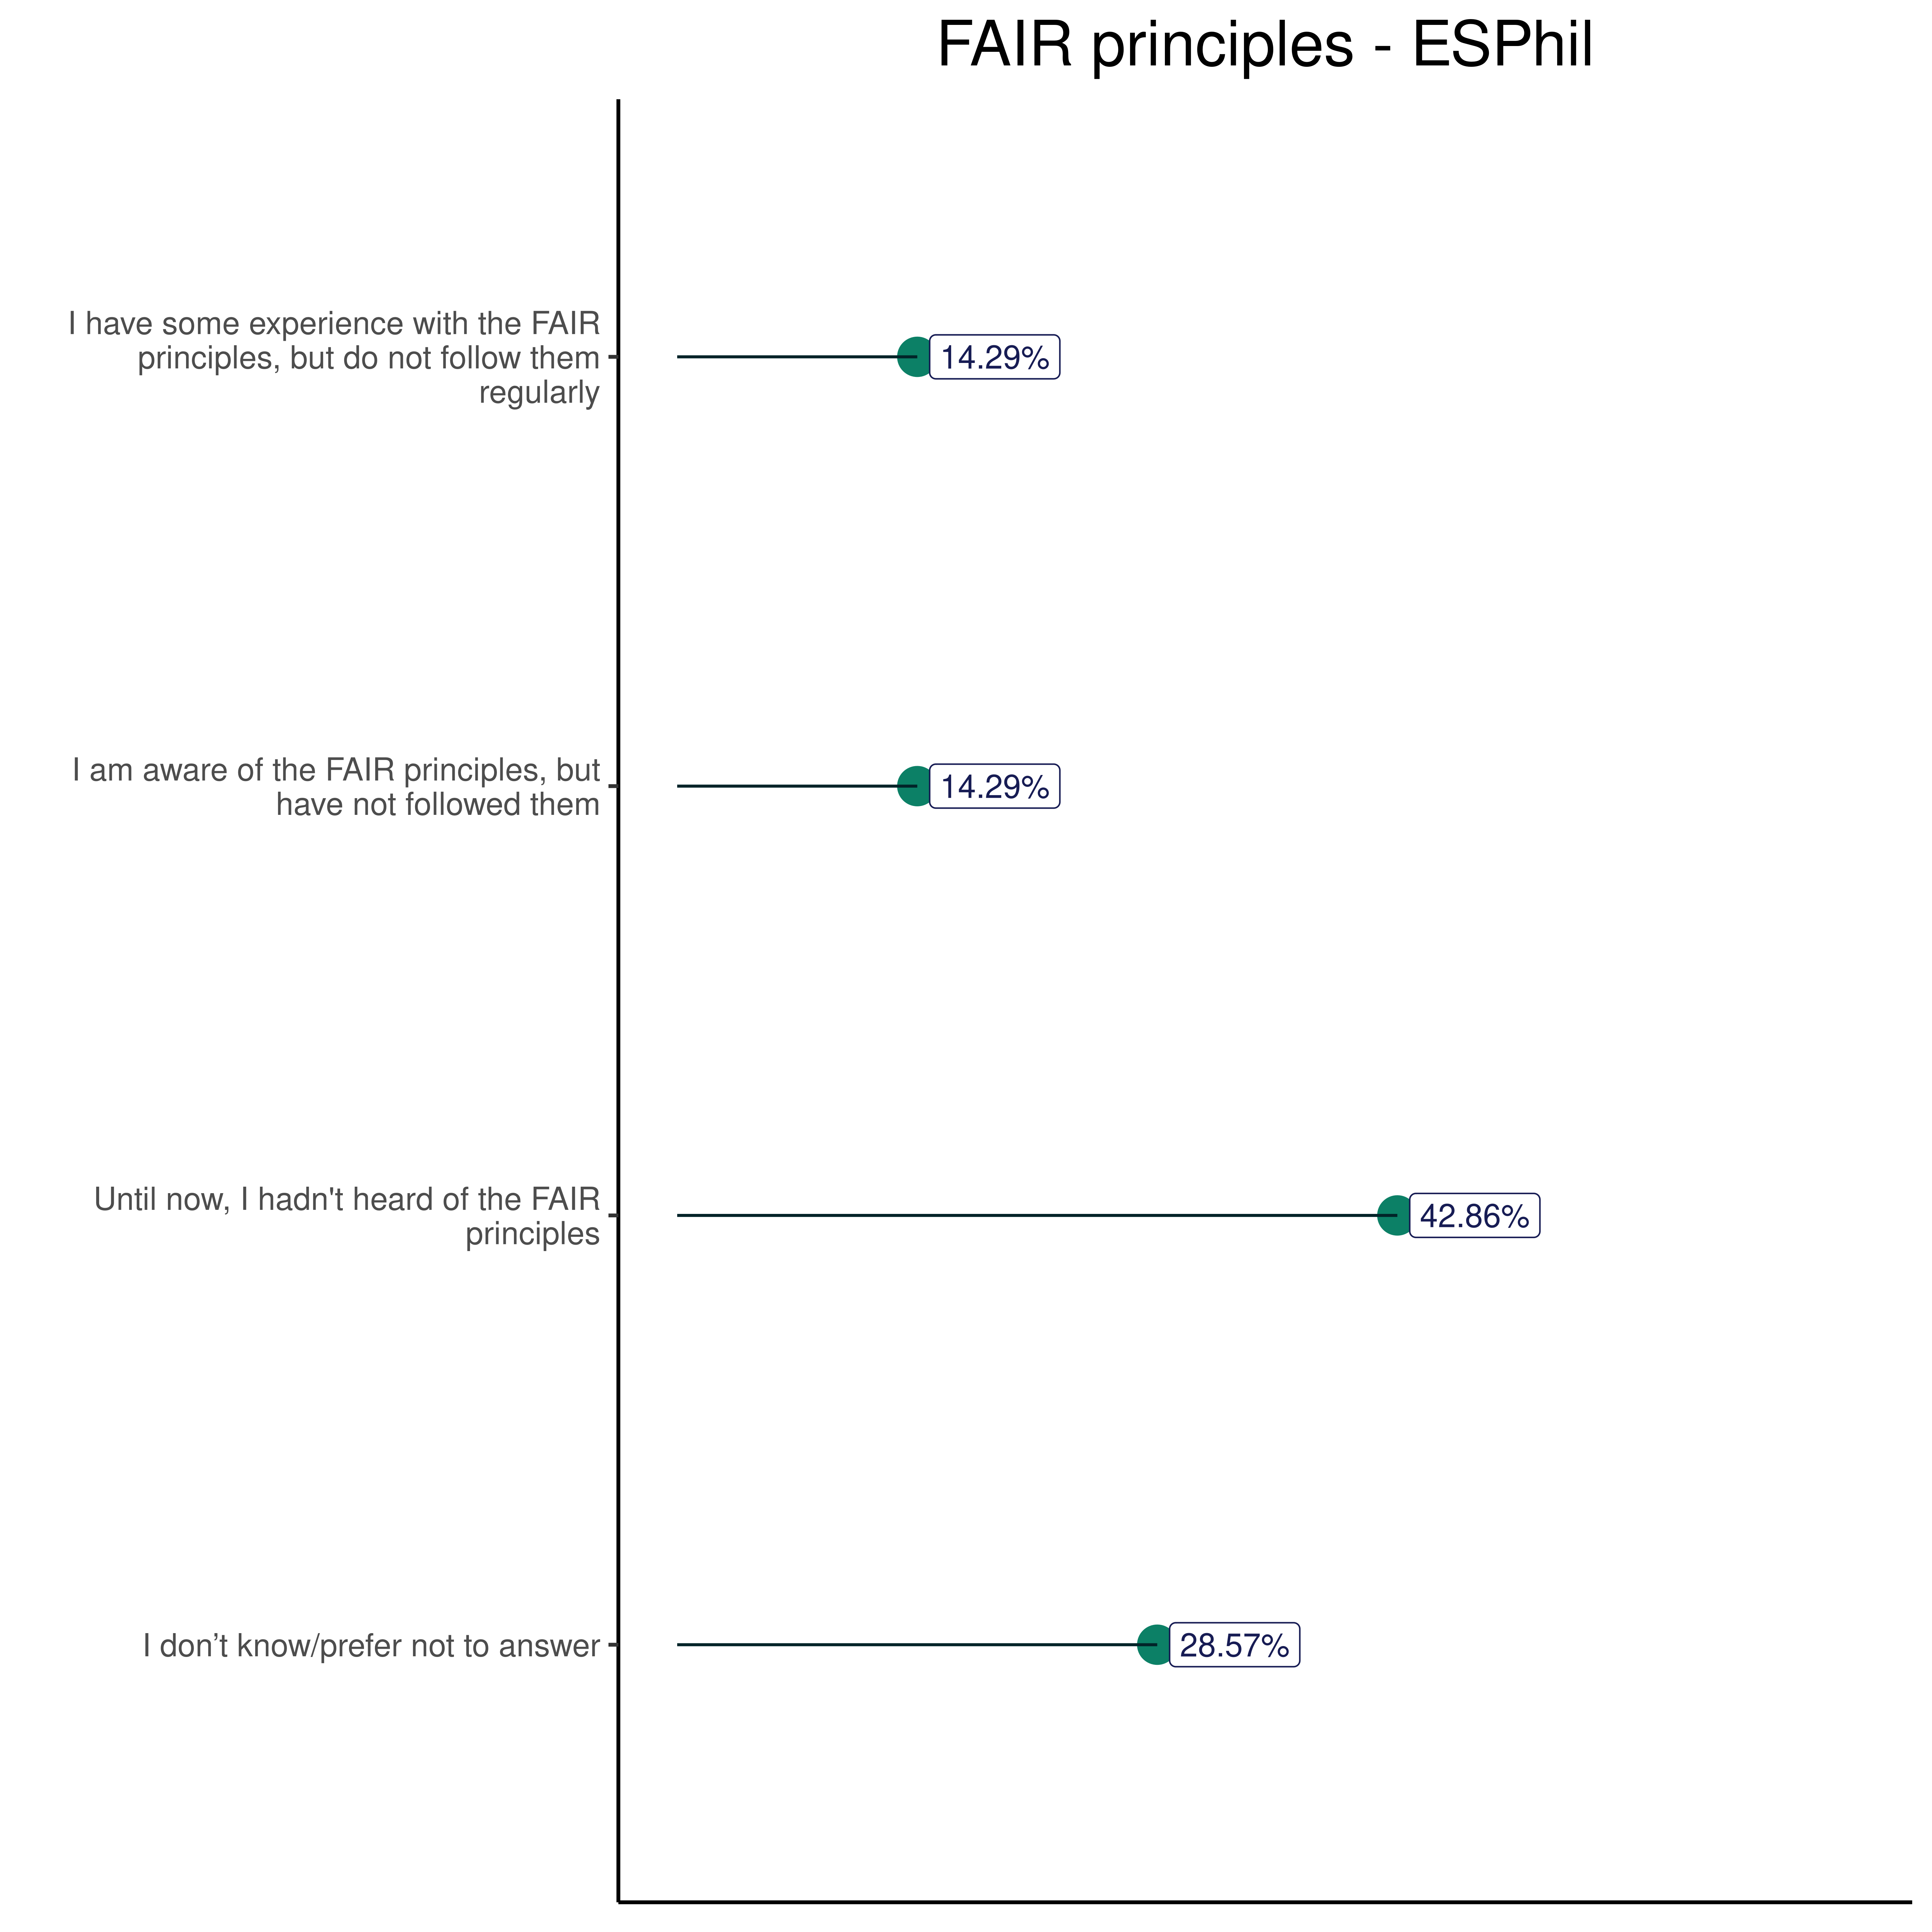 FAIR principles - ESPhil
I have some experience with the FAIR
principles, but do not follow them
regularly
14.29%
I am aware of the FAIR principles, but
have not followed them
14.29%
Until now, I hadn't heard of the FAIR
principles
42.86%
I don’t know/prefer not to answer
28.57%